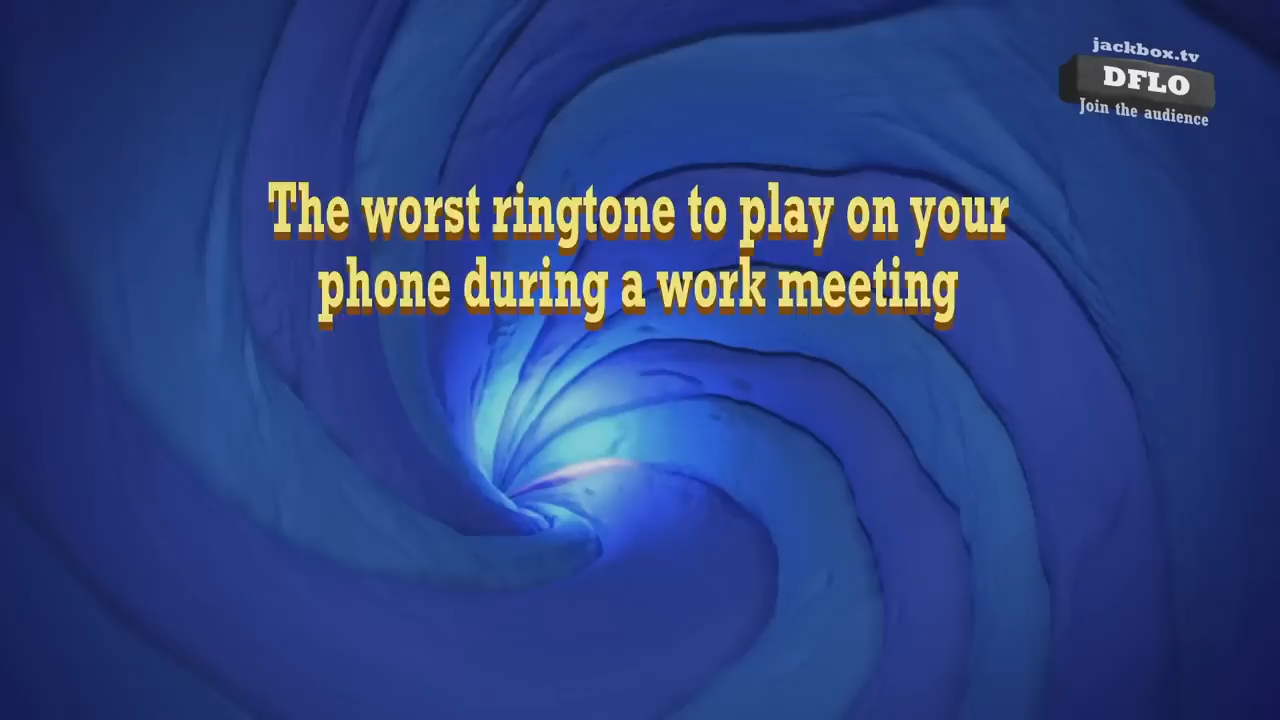 jackbox.tv
DFLO
Join the audience
The worst ringtone to play on your
phone during a work meeting